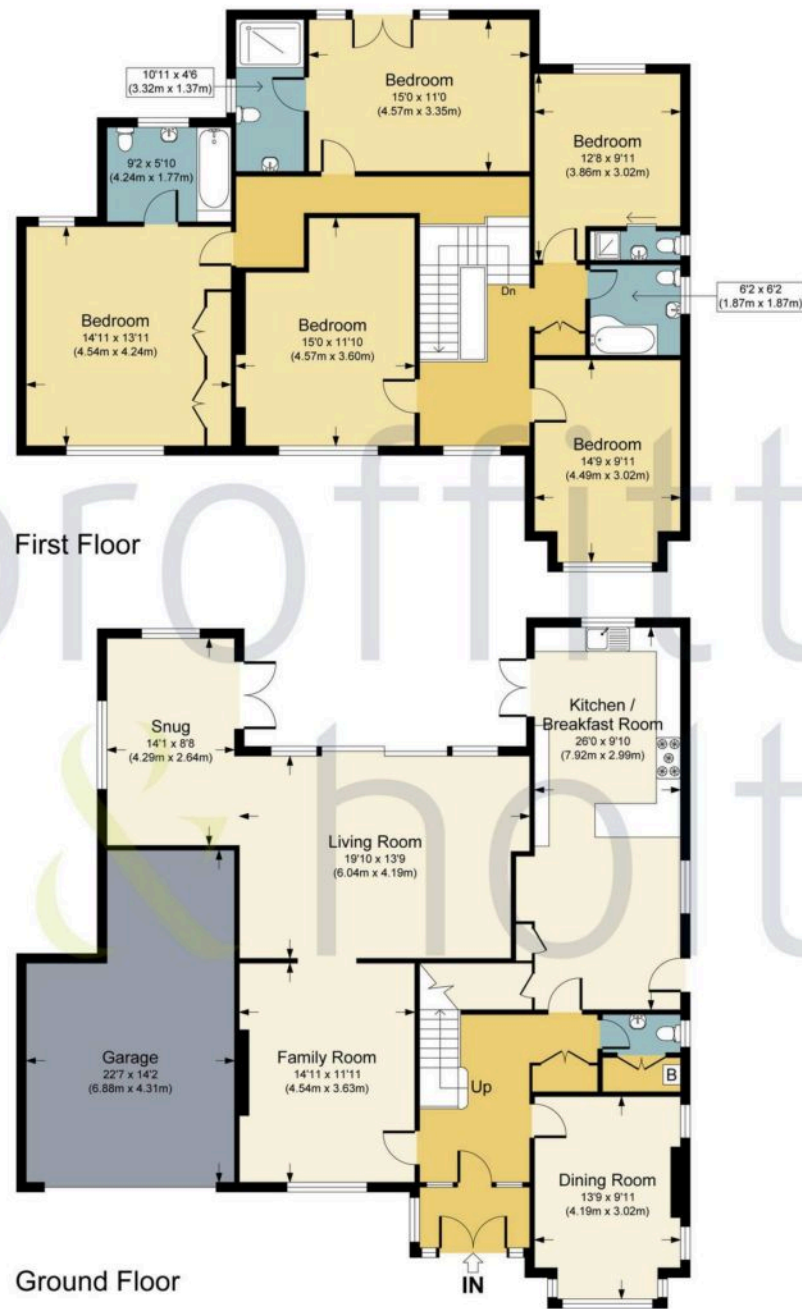 10'11 x 4'6
(3.32m x 1.37m)
Bedroom
15'0 x 11'0
(4.57m x 3.35m)
9'2 x 5'10
(4.24m x 1.77m)
Bedroom
12'8 x 9'11
(3.86m x 3.02m)
6'2 x 6'2
(1.87m x 1.87m)
Bedroom
14'11 x 13'11
(4.54m x 4.24m)
Bedroom
15'0 x 11'10
(4.57m x 3.60m)
Dn
Bedroom
14'9 x 9'11
(4.49m x 3.02m)
First Floor
proffitt
& holt
Snug
14'1 x 8'8
(4.29m x 2.64m)
Kitchen /
Breakfast Room
26'0 x 9'10
(7.92m x 2.99m)
Living Room
19'10 x 13'9
(6.04m x 4.19m)
Garage
22'7 x 14'2
(6.88m x 4.31m)
Family Room
14'11 x 11'11
(4.54m x 3.63m)
Up
B
Dining Room
13'9 x 9'11
(4.19m x 3.02m)
IN
Ground Floor